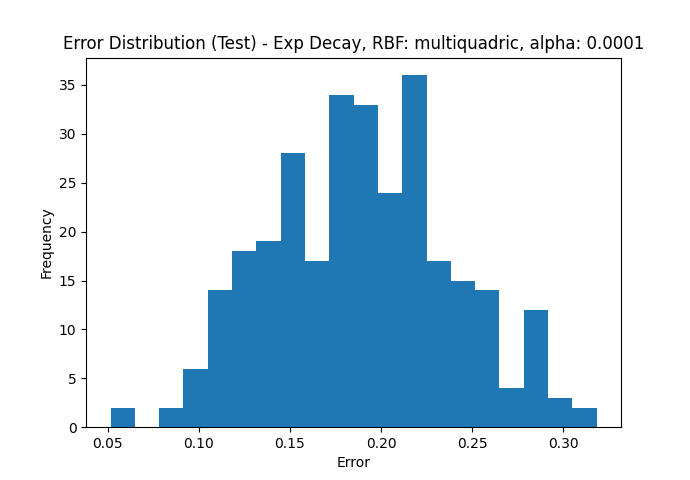 Error Distribution (Test) - Exp Decay, RBF: multiquadric, alpha: 0.0001
Frequency
35
30
25
20
15
10
5
0
0.05 0.10 0.15 0.20 0.25 0.30
Error